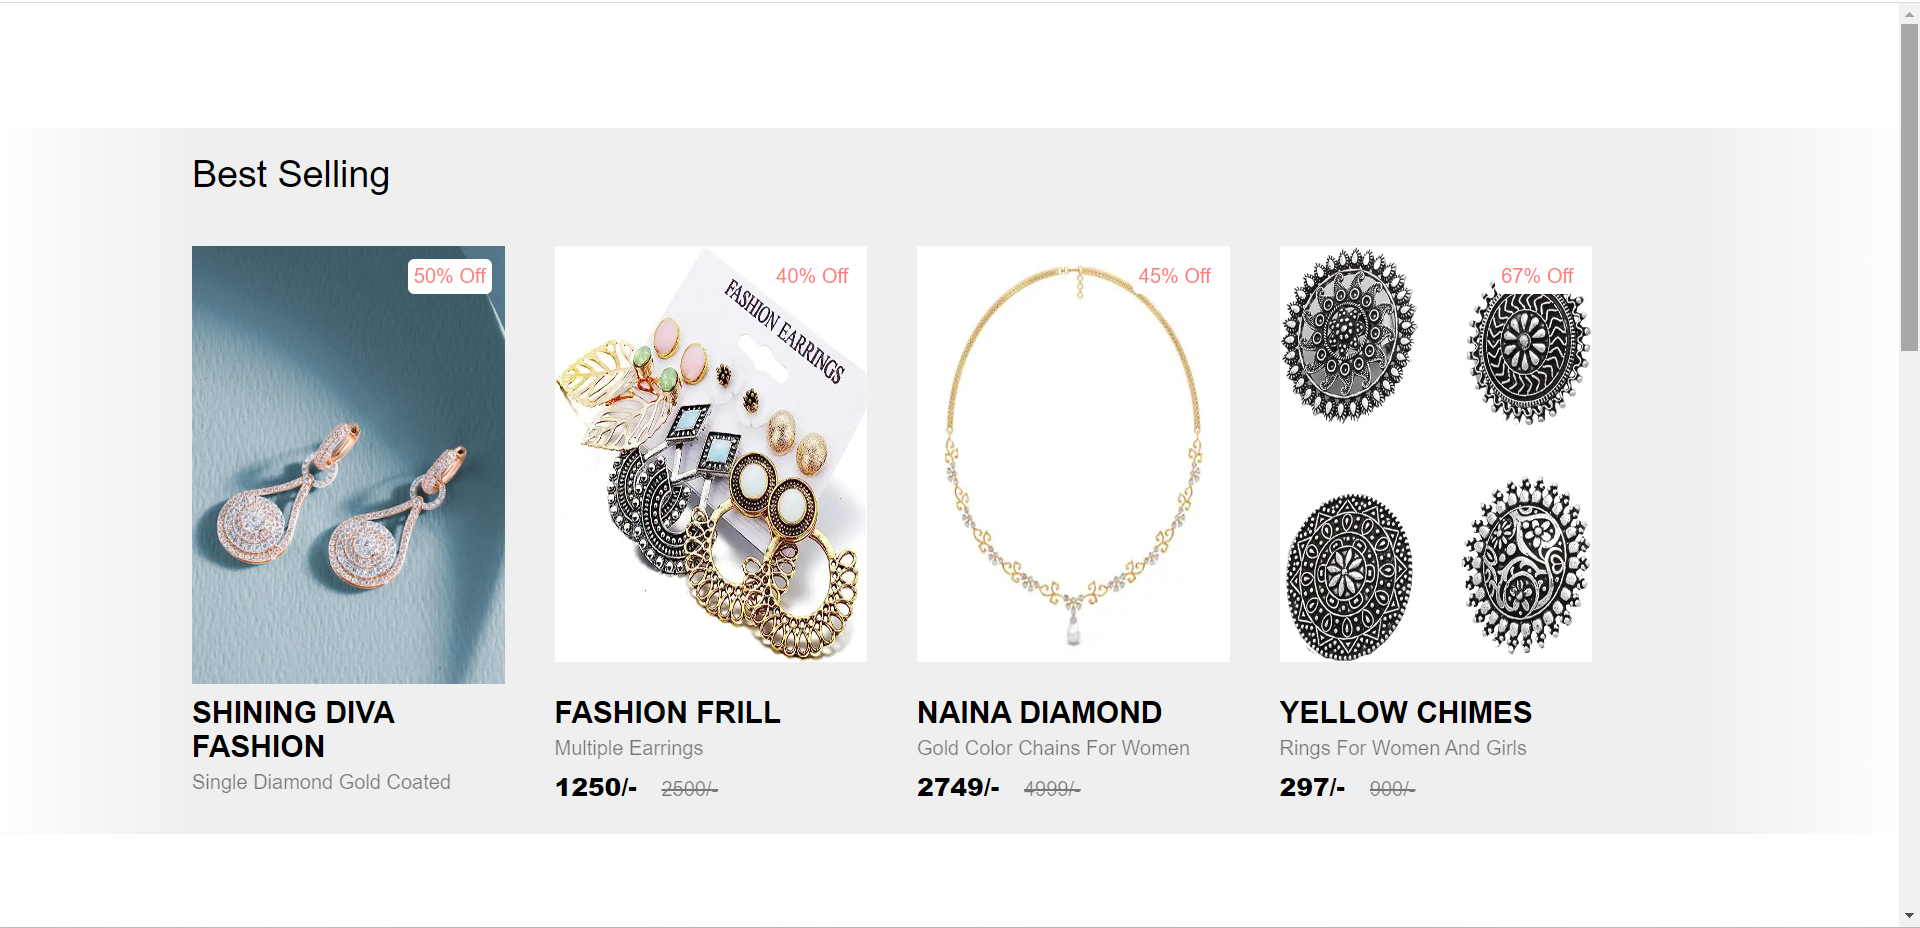 Best Selling
50% Off
40% Off
45% Off
67% Off
FASHION EARRINGS
SHINING DIVA
FASHION
Single Diamond Gold Coated
FASHION FRILL
Multiple Earrings
1250/- 2500/-
NAINA DIAMOND
Gold Color Chains For Women
2749/- 4999/-
YELLOW CHIMES
Rings For Women And Girls
297/- 900/-